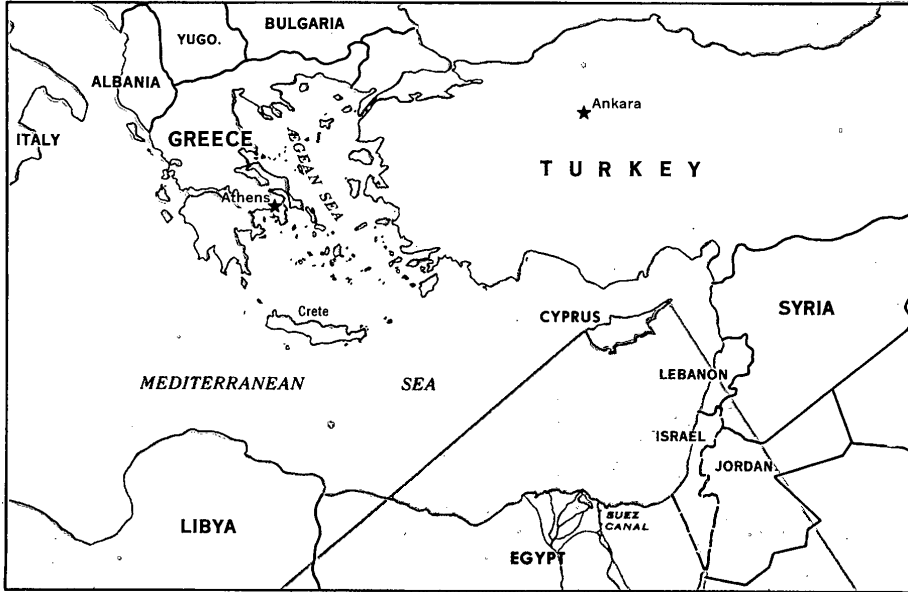 BULGARIA
YUGO.
ALBANIA
Ankara
ITALY
GREECE
ÆGEAN SEA
TURKEY
Athens
Crete
CYPRUS
SYRIA
MEDITERRANEAN SEA
LEBANON
ISRAEL
JORDAN
SUEZ
CANAL
LIBYA
EGYPT